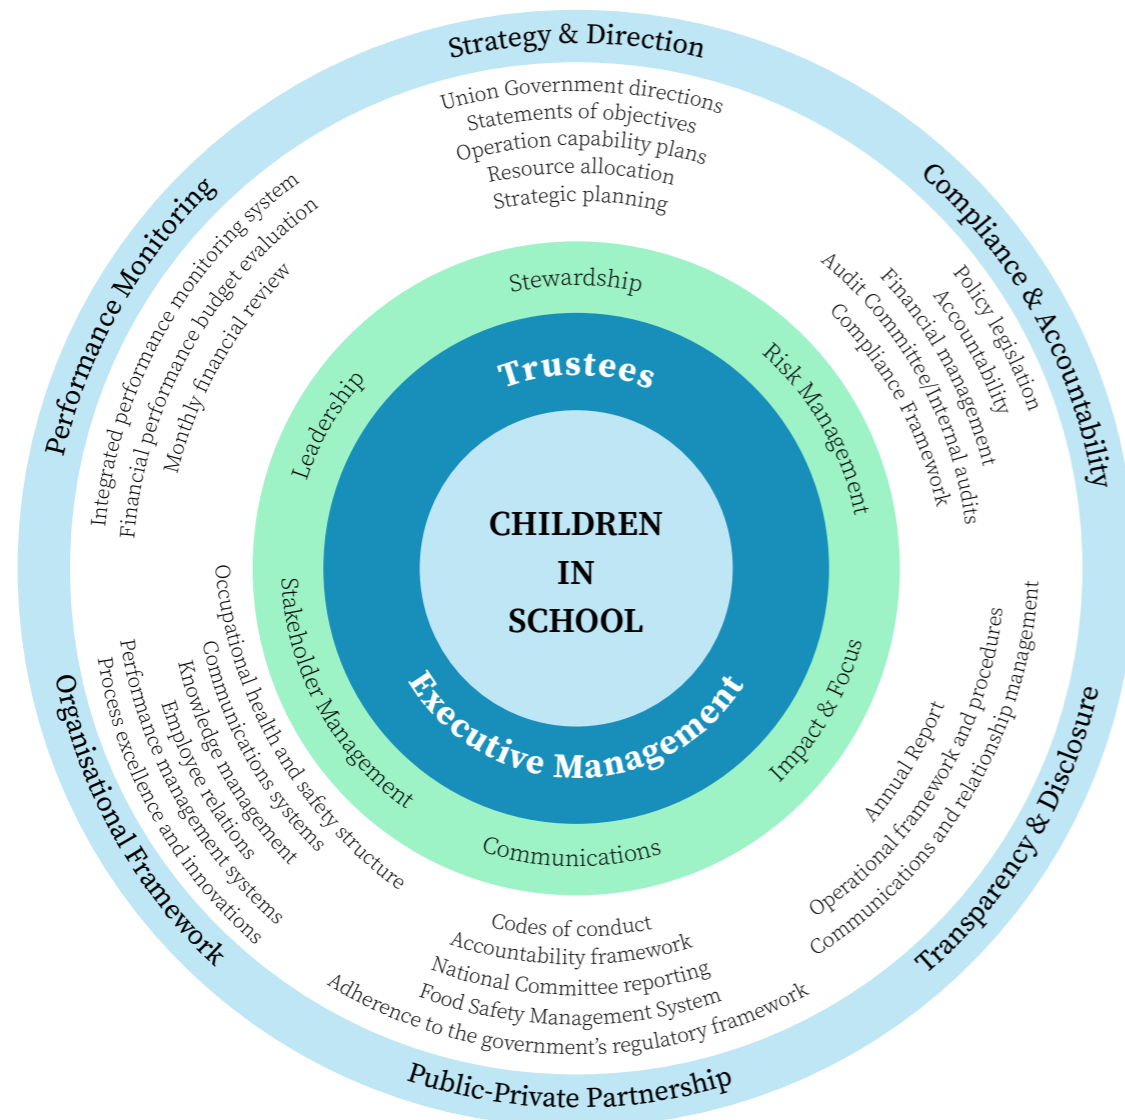 Strategy & Direction
Union Government directions
Statements of objectives
Operation capability plans
Resource allocation
Strategic planning
Compliance & Accountability
Policy legislation
Accountability
Financial management
Audit Committee/Internal audits
Compliance Framework
Transparency & Disclosure
Annual Report
Operational framework and procedures
Communications and relationship management
Public-Private Partnership
Codes of conduct
Accountability framework
National Committee reporting
Food Safety Management System
Adherence to the government’s regulatory framework
Organisational Framework
Occupational health and safety structure
Communications systems
Knowledge management
Employee relations
Performance management systems
Process excellence and innovations
Performance Monitoring
Integrated performance monitoring system
Financial performance budget evaluation
Monthly financial review
Stewardship
Risk Management
Impact & Focus
Communications
Stakeholder Management
Leadership
Trustees
Executive Management
CHILDREN
IN
SCHOOL